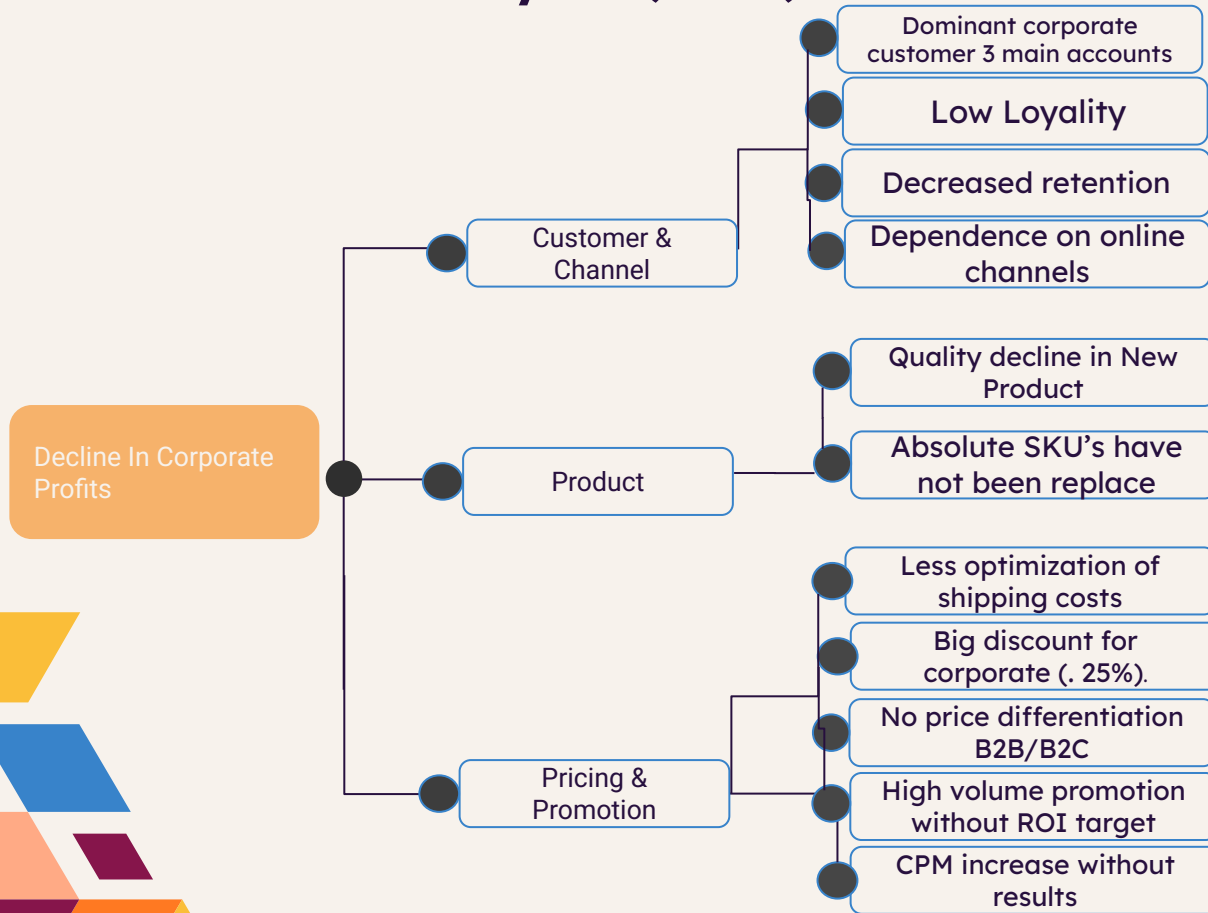 Dominant corporate
customer 3 main accounts
Low Loyality
Decreased retention
Dependence on online
channels
Customer &
Channel
Quality decline in New
Product
Absolute SKU’s have
not been replace
Product
Decline In Corporate
Profits
Less optimization of
shipping costs
Big discount for
corporate (. 25%).
No price differentiation
B2B/B2C
High volume promotion
without ROI target
CPM increase without
results
Pricing &
Promotion